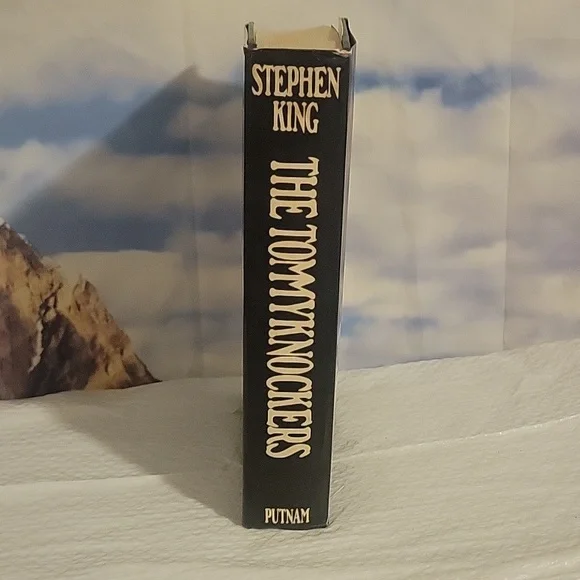 STEPHEN
KING
THE TOMMYKNOCKERS
PUTNAM